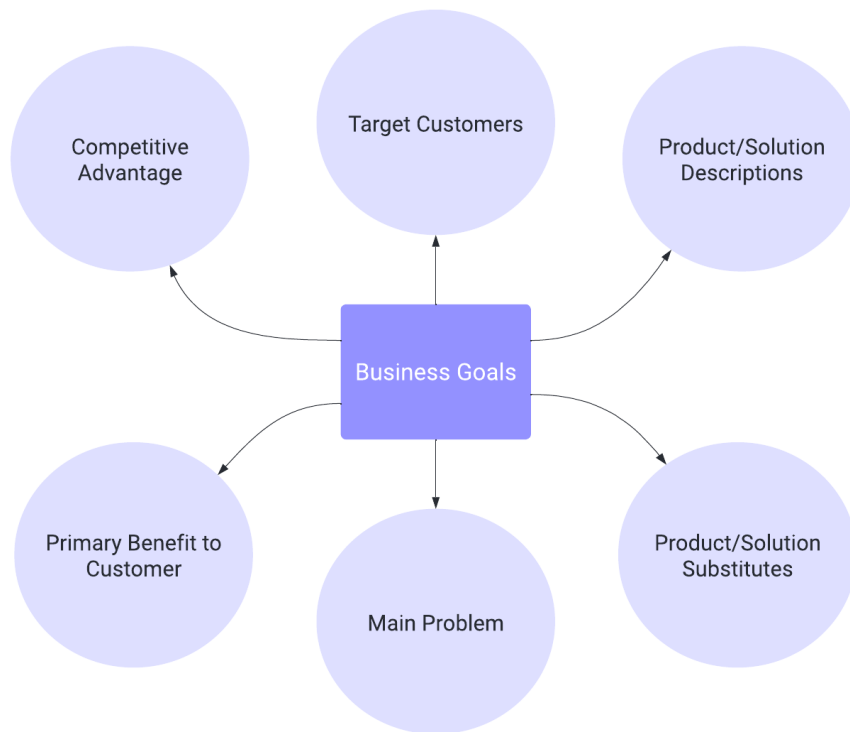 Target Customers
Competitive
Advantage
Product/Solution
Descriptions
Business Goals
Primary Benefit to
Customer
Product/Solution
Substitutes
Main Problem